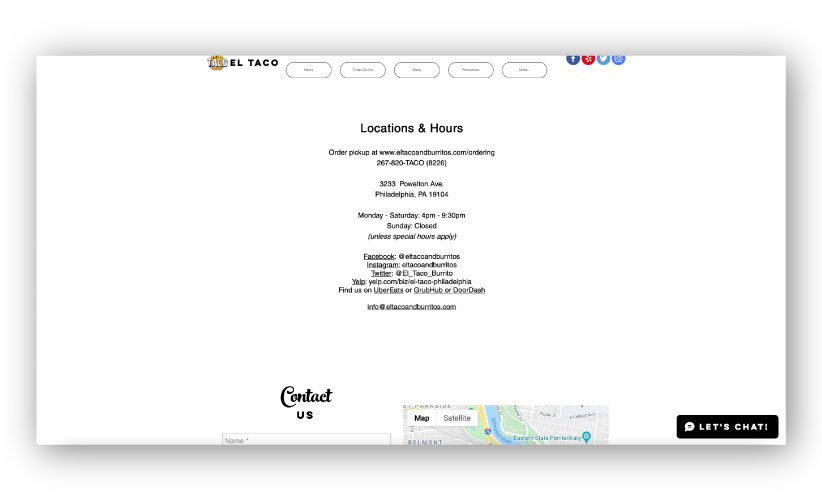 TACO EL TACO
Home Order Online Menu Promotions More...
Locations & Hours
Order pickup at www.eltacoandburritos.com/ordering
267-820-TACO (8226)
3233 Powelton Ave.
Philadelphia, PA 19104
Monday - Saturday: 4pm - 9:30pm
Sunday: Closed
(unless special hours apply)
Facebook: @eltacoandburritos
Instagram: eltacoandburritos
Twitter: @El_Taco_Burrito
Yelp: yelp.com/biz/el-taco-philadelphia
Find us on UberEats or GrubHub or DoorDash
info@eltacoandburritos.com
Contact
US
Name *
Map Satellite
Eastern State Penitentiary
BELMONT
LET'S CHAT!